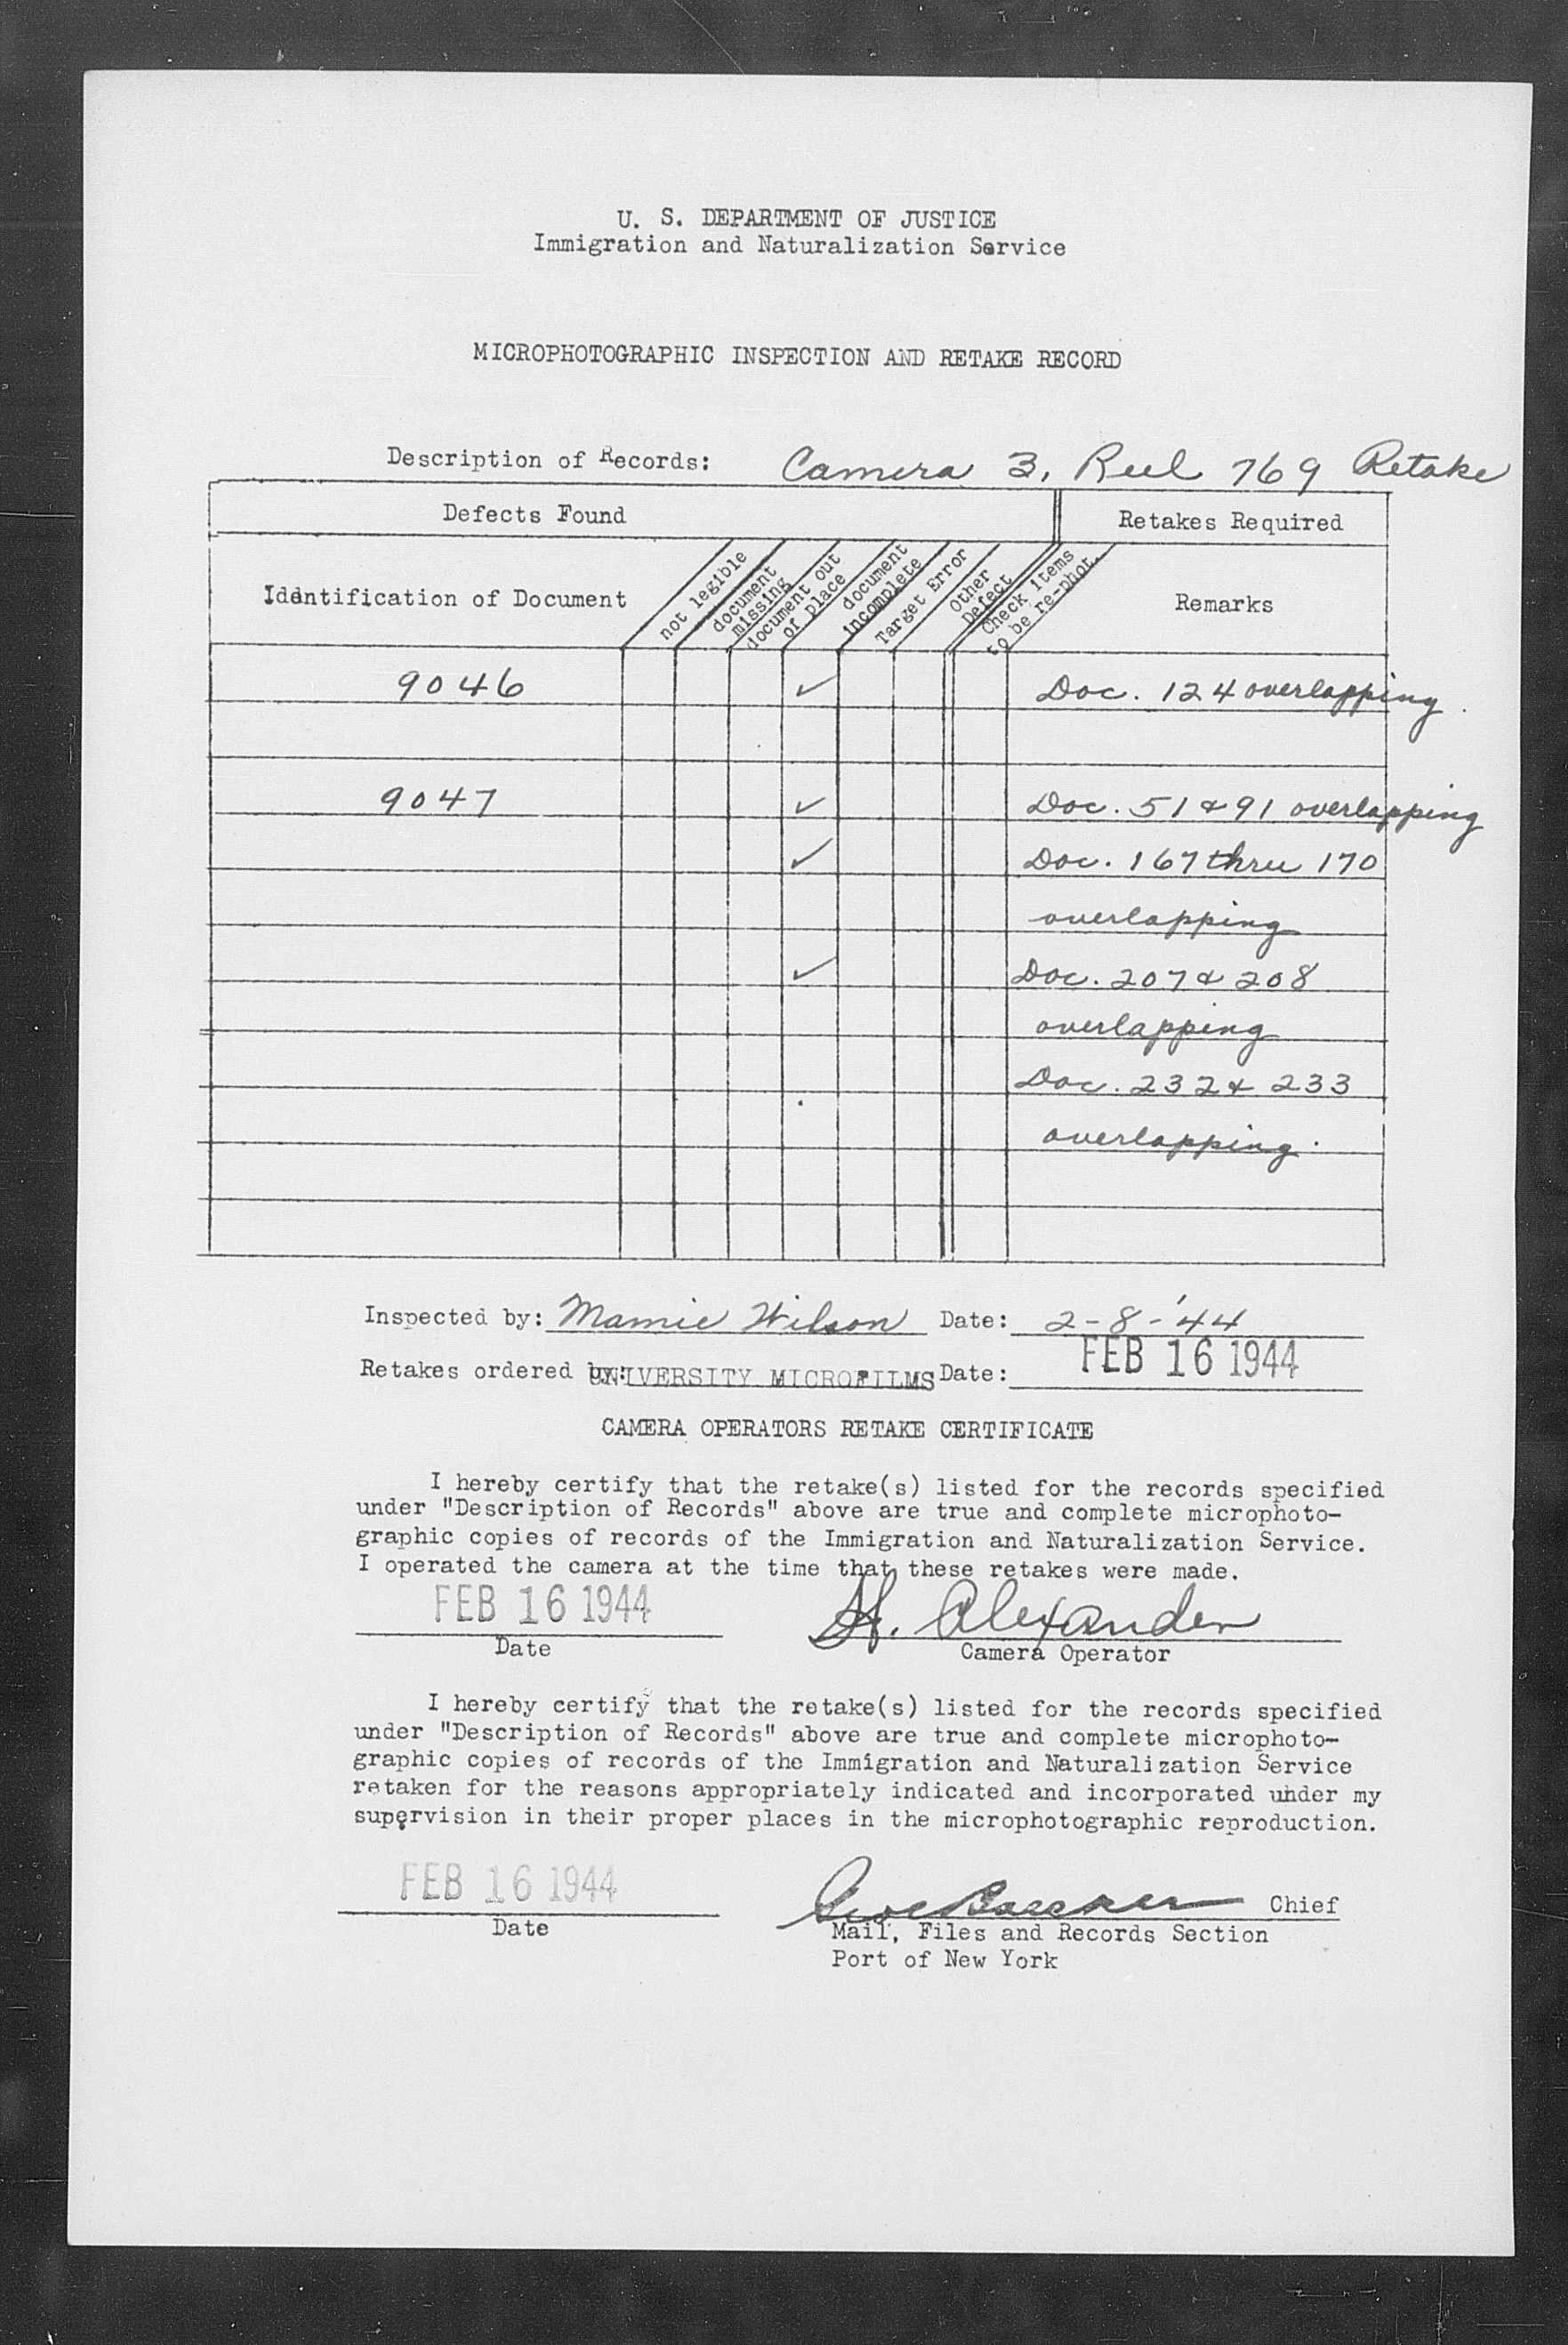 U. S. DEPARTMENT OF JUSTICE
Immigration and Naturalization Service
MICROPHOTOGRAPHIC INSPECTION AND RETAKE RECORD
Description of Records: Camera 3, Reel 769 Retake
Defects Found
Retakes Required
Identification of Document
not legible
document missing
document out of place
document incomplete
Target Error
Other Defect
Check items to be re-phot.
Remarks
9046 ✓ Doc. 124 overlapping.
9047 ✓ Doc. 51 & 91 overlapping
✓ Doc. 167 thru 170
overlapping
✓ Doc. 207 & 208
overlapping
Doc. 232 & 233
overlapping.
Inspected by: Mamie Wilson Date: 2-8-'44
Retakes ordered by: UNIVERSITY MICROFILMS Date: FEB 16 1944
CAMERA OPERATORS RETAKE CERTIFICATE
I hereby certify that the retake(s) listed for the records specified
under "Description of Records" above are true and complete microphoto-
graphic copies of records of the Immigration and Naturalization Service.
I operated the camera at the time that these retakes were made.
FEB 16 1944 H. Alexander
Date Camera Operator
I hereby certify that the retake(s) listed for the records specified
under "Description of Records" above are true and complete microphoto-
graphic copies of records of the Immigration and Naturalization Service
retaken for the reasons appropriately indicated and incorporated under my
supervision in their proper places in the microphotographic reproduction.
FEB 16 1944 Chief
Date Mail, Files and Records Section
Port of New York